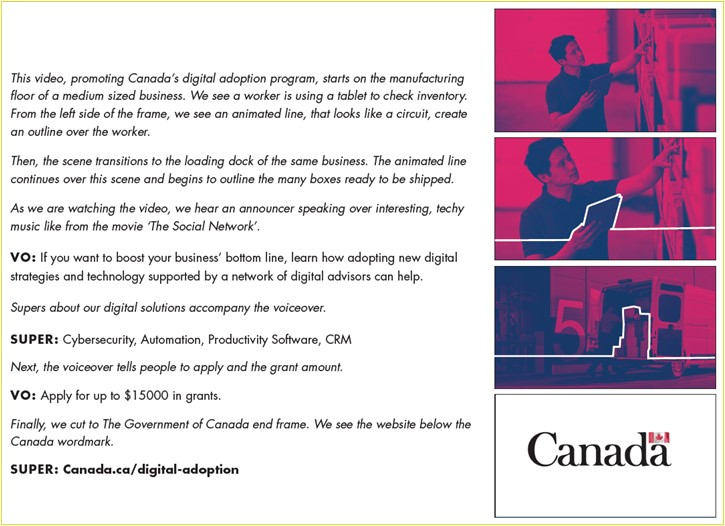 This video, promoting Canada's digital adoption program, starts on the manufacturing
floor of a medium sized business. We see a worker is using a tablet to check inventory.
From the left side of the frame, we see an animated line, that looks like a circuit, create
an outline over the worker.
Then, the scene transitions to the loading dock of the same business. The animated line
continues over this scene and begins to outline the many boxes ready to be shipped.
As we are watching the video, we hear an announcer speaking over interesting, techy
music like from the movie 'The Social Network'.
VO: If you want to boost your business' bottom line, learn how adopting new digital
strategies and technology supported by a network of digital advisors can help.
Supers about our digital solutions accompany the voiceover.
SUPER: Cybersecurity, Automation, Productivity Software, CRM
Next, the voiceover tells people to apply and the grant amount.
VO: Apply for up to $15000 in grants.
Finally, we cut to The Government of Canada end frame. We see the website below the
Canada wordmark.
SUPER: Canada.ca/digital-adoption
5
Canada